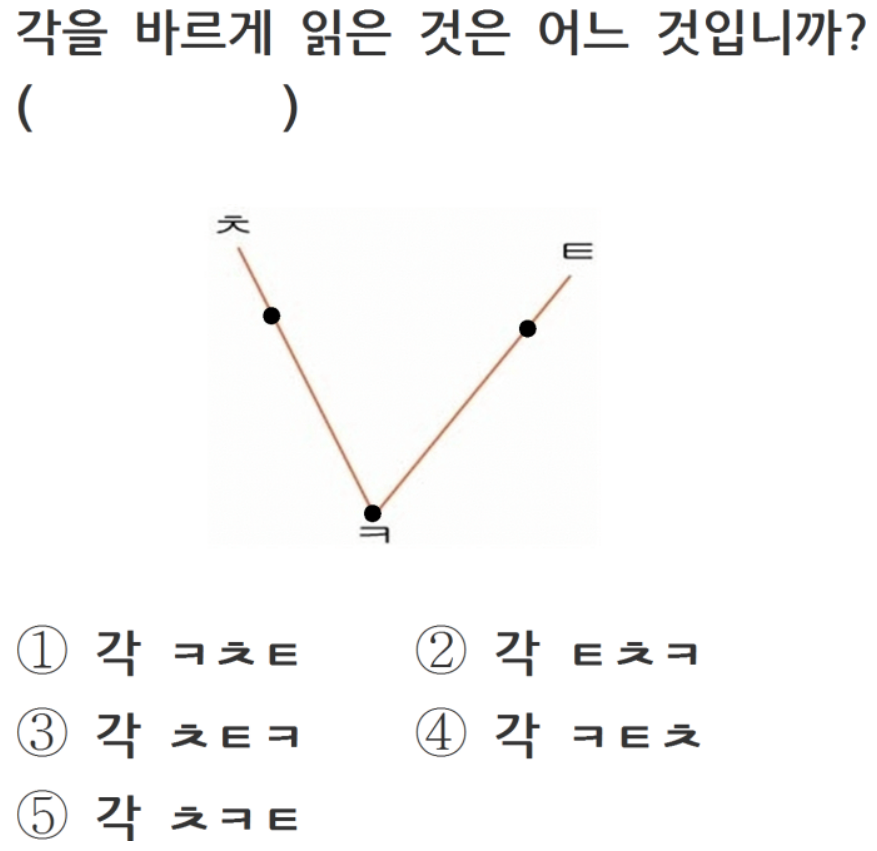 각을 바르게 읽은 것은 어느 것입니까?
( )
ㅊ
ㅌ
ㅋ
① 각 ㅋㅊㅌ ② 각 ㅌㅊㅋ
③ 각 ㅊㅌㅋ ④ 각 ㅋㅌㅊ
⑤ 각 ㅊㅋㅌ